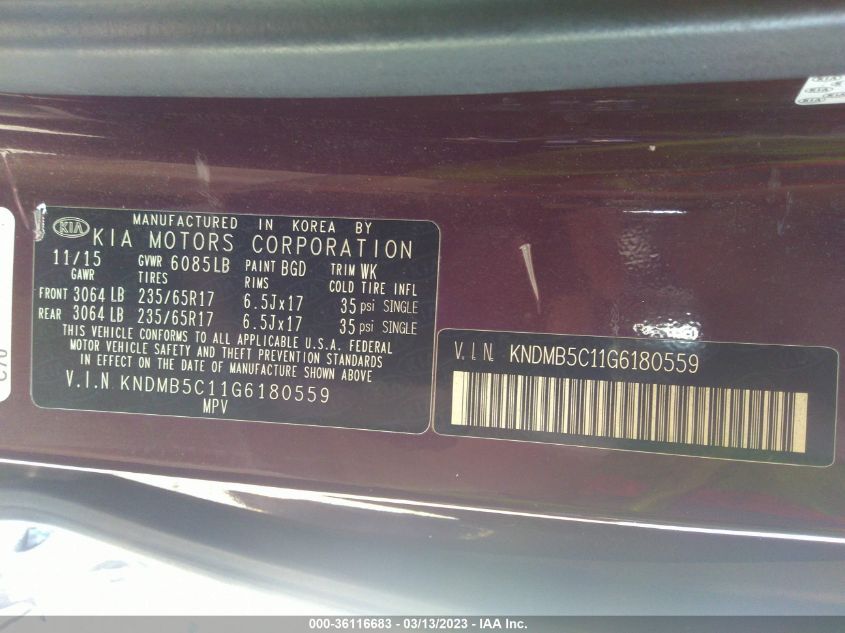 KIA
MANUFACTURED IN KOREA BY
KIA MOTORS CORPORATION
11/15 GVWR 6085LB PAINT BGD TRIM WK
GAWR TIRES RIMS COLD TIRE INFL
FRONT 3064 LB 235/65R17 6.5Jx17 35 psi SINGLE
REAR 3064 LB 235/65R17 6.5Jx17 35 psi SINGLE
THIS VEHICLE CONFORMS TO ALL APPLICABLE U.S.A. FEDERAL
MOTOR VEHICLE SAFETY AND THEFT PREVENTION STANDARDS
IN EFFECT ON THE DATE OF MANUFACTURE SHOWN ABOVE
V.I.N KNDMB5C11G6180559
MPV
V.I.N. KNDMB5C11G6180559
C70
KIA
000-36116683 - 03/13/2023 - IAA Inc.